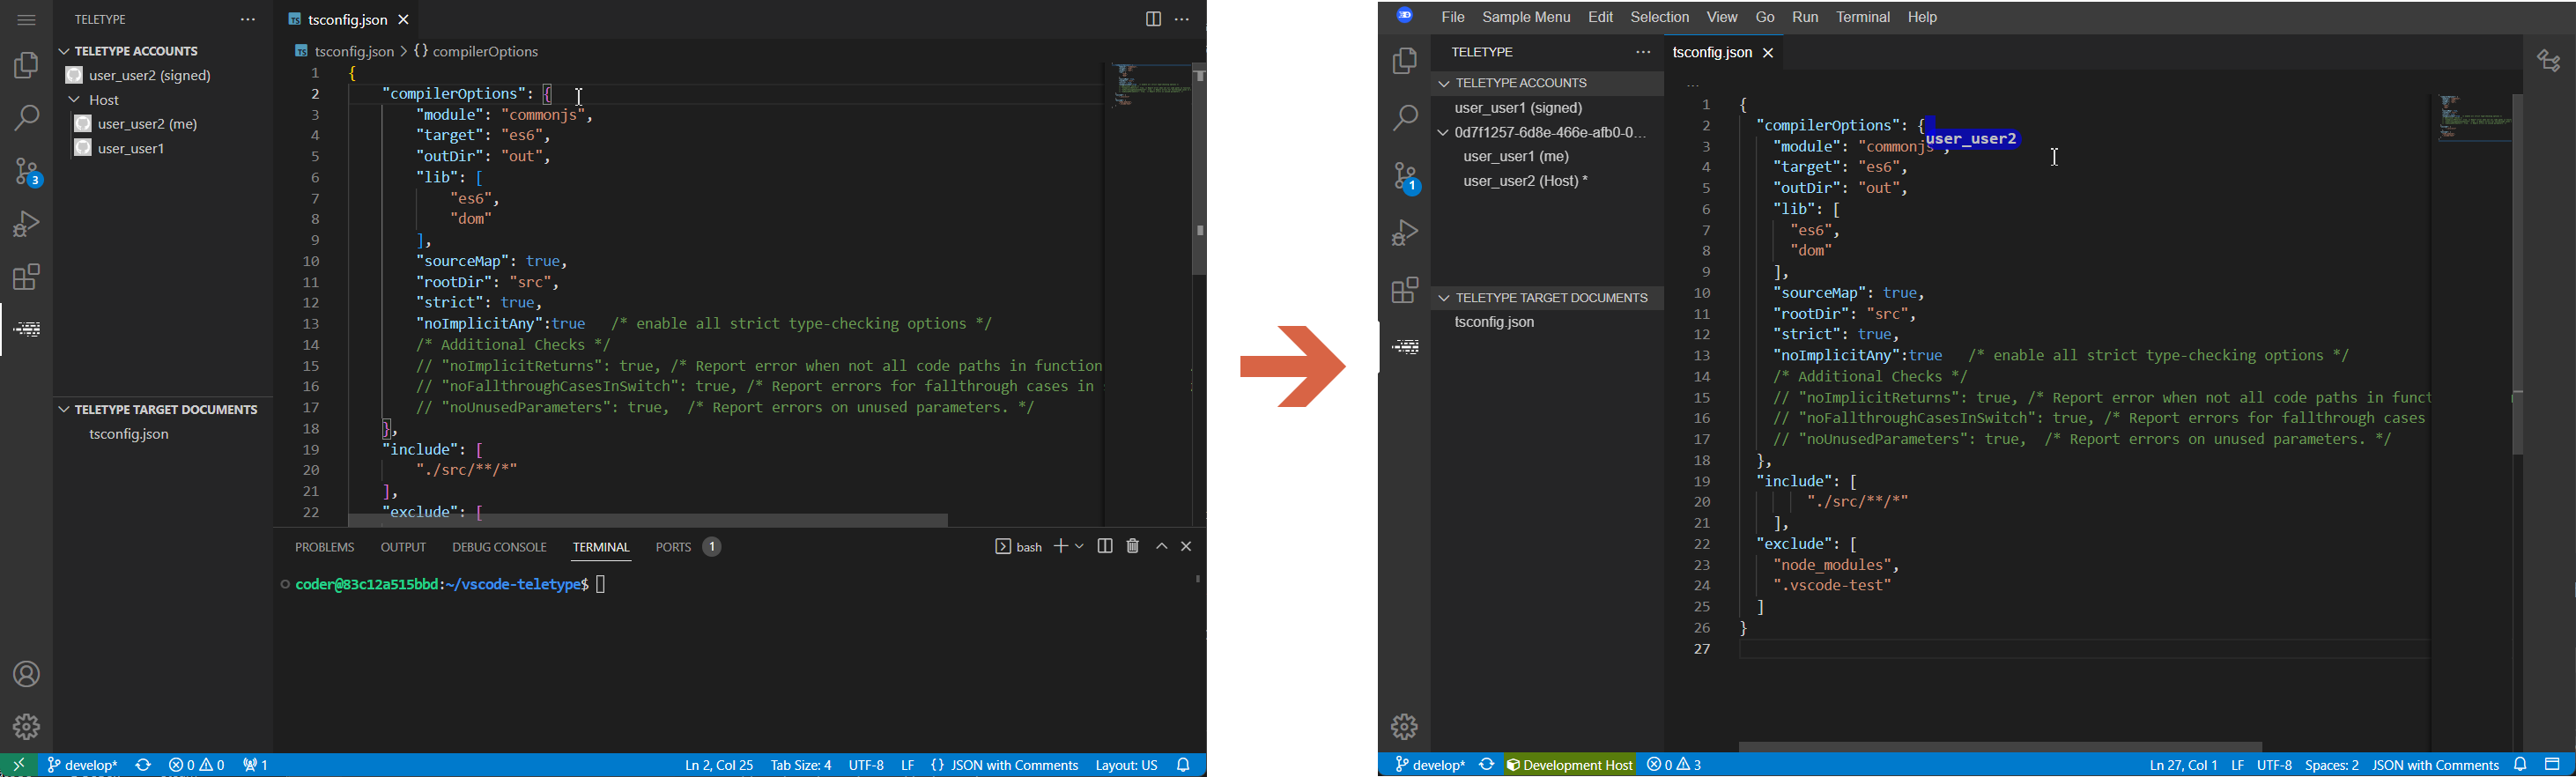 TELETYPE ···
TELETYPE ACCOUNTS
user_user2 (signed)
Host
user_user2 (me)
user_user1
3
TELETYPE TARGET DOCUMENTS
tsconfig.json
TS tsconfig.json
TS tsconfig.json > {} compilerOptions
1 {
2 "compilerOptions": {
3 "module": "commonjs",
4 "target": "es6",
5 "outDir": "out",
6 "lib": [
7 "es6",
8 "dom"
9 ],
10 "sourceMap": true,
11 "rootDir": "src",
12 "strict": true,
13 "noImplicitAny":true /* enable all strict type-checking options */
14 /* Additional Checks */
15 // "noImplicitReturns": true, /* Report error when not all code paths in function
16 // "noFallthroughCasesInSwitch": true, /* Report errors for fallthrough cases in
17 // "noUnusedParameters": true, /* Report errors on unused parameters. */
18 },
19 "include": [
20 "./src/**/*"
21 ],
22 "exclude": [
PROBLEMS OUTPUT DEBUG CONSOLE TERMINAL PORTS 1 bash
coder@83c12a515bbd:~/vscode-teletype$
develop* 0 0 1 Ln 2, Col 25 Tab Size: 4 UTF-8 LF {} JSON with Comments Layout: US
File Sample Menu Edit Selection View Go Run Terminal Help
TELETYPE ···
TELETYPE ACCOUNTS
user_user1 (signed)
0d7f1257-6d8e-466e-afb0-0...
user_user1 (me)
user_user2 (Host) *
1
TELETYPE TARGET DOCUMENTS
tsconfig.json
tsconfig.json
...
1 {
2 "compilerOptions": {
user_user2
3 "module": "commonjs",
4 "target": "es6",
5 "outDir": "out",
6 "lib": [
7 "es6",
8 "dom"
9 ],
10 "sourceMap": true,
11 "rootDir": "src",
12 "strict": true,
13 "noImplicitAny":true /* enable all strict type-checking options */
14 /* Additional Checks */
15 // "noImplicitReturns": true, /* Report error when not all code paths in funct
16 // "noFallthroughCasesInSwitch": true, /* Report errors for fallthrough cases
17 // "noUnusedParameters": true, /* Report errors on unused parameters. */
18 },
19 "include": [
20 "./src/**/*"
21 ],
22 "exclude": [
23 "node_modules",
24 ".vscode-test"
25 ]
26 }
27
develop* Development Host 0 3 Ln 27, Col 1 LF UTF-8 Spaces: 2 JSON with Comments